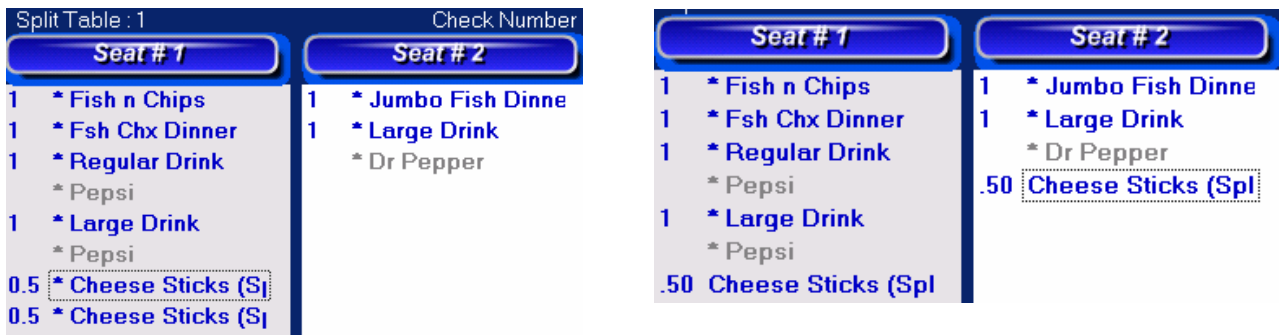 Split Table : 1 Check Number
Seat # 1
1 * Fish n Chips
1 * Fsh Chx Dinner
1 * Regular Drink
* Pepsi
1 * Large Drink
* Pepsi
0.5 * Cheese Sticks (Sp
0.5 * Cheese Sticks (Sp
Seat # 2
1 * Jumbo Fish Dinne
1 * Large Drink
* Dr Pepper
Seat # 1
1 * Fish n Chips
1 * Fsh Chx Dinner
1 * Regular Drink
* Pepsi
1 * Large Drink
* Pepsi
.50 Cheese Sticks (Spl
Seat # 2
1 * Jumbo Fish Dinne
1 * Large Drink
* Dr Pepper
.50 Cheese Sticks (Spl